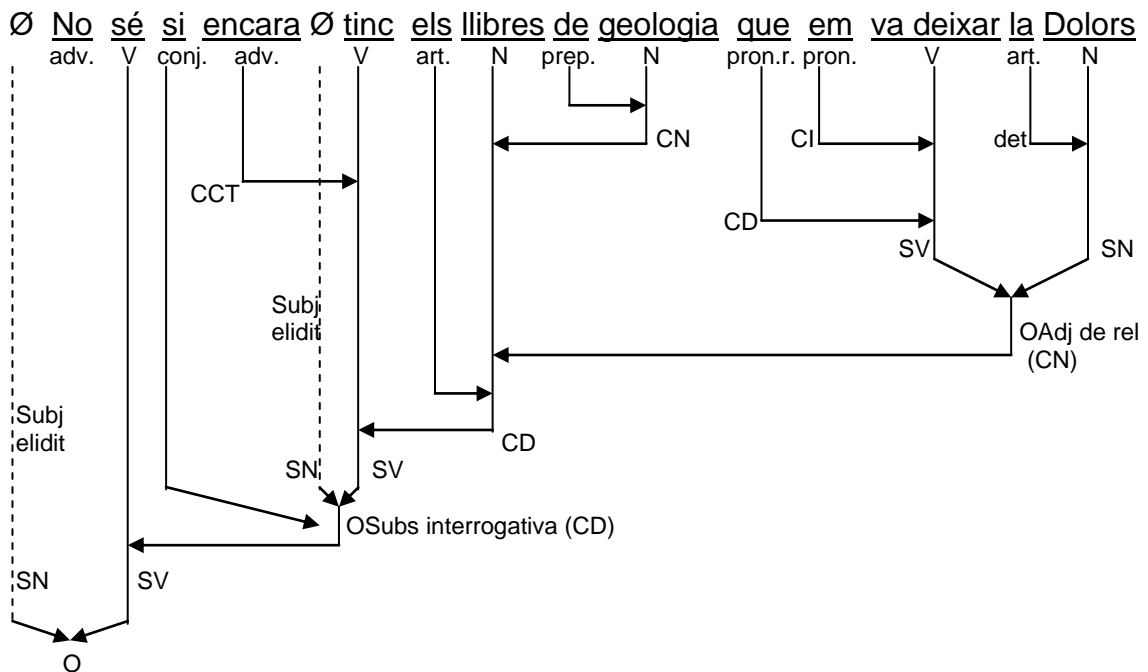 Ø No sé si encara Ø tinc els llibres de geologia que em va deixar la Dolors
adv. V conj. adv. V art. N prep. N pron.r. pron. V art. N
CN CI det
CCT
CD
SV SN
Subj
elidit
OAdj de rel
(CN)
Subj
elidit
CD
SN SV
OSubs interrogativa (CD)
SN SV
O